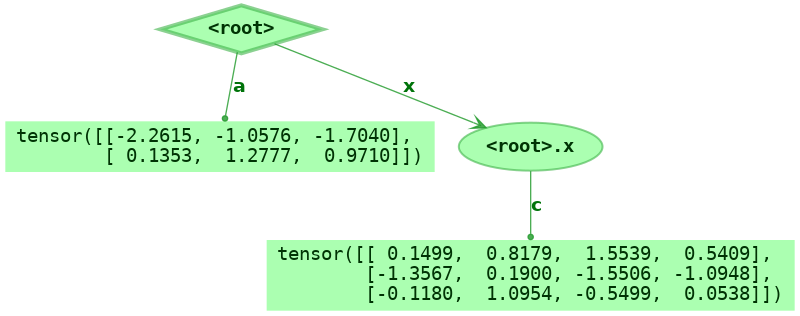 <root>
a
x
tensor([[-2.2615, -1.0576, -1.7040],
        [ 0.1353,  1.2777,  0.9710]])
<root>.x
c
tensor([[ 0.1499,  0.8179,  1.5539,  0.5409],
        [-1.3567,  0.1900, -1.5506, -1.0948],
        [-0.1180,  1.0954, -0.5499,  0.0538]])